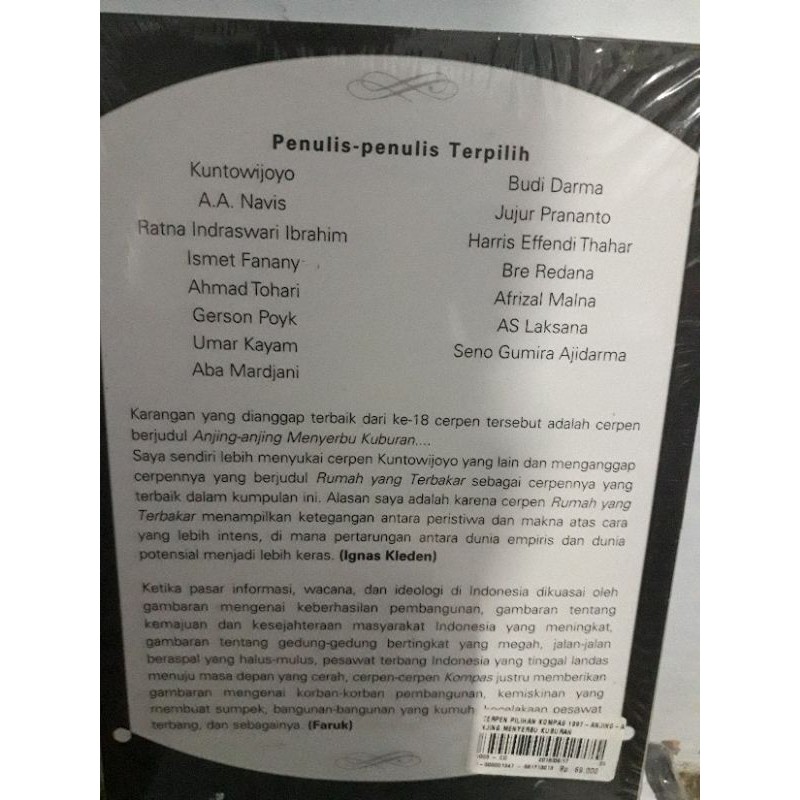 Penulis-penulis Terpilih
Kuntowijoyo
A.A. Navis
Ratna Indraswari Ibrahim
Ismet Fanany
Ahmad Tohari
Gerson Poyk
Umar Kayam
Aba Mardjani
Budi Darma
Jujur Prananto
Harris Effendi Thahar
Bre Redana
Afrizal Malna
AS Laksana
Seno Gumira Ajidarma
Karangan yang dianggap terbaik dari ke-18 cerpen tersebut adalah cerpen
berjudul Anjing-anjing Menyerbu Kuburan....
Saya sendiri lebih menyukai cerpen Kuntowijoyo yang lain dan menganggap
cerpennya yang berjudul Rumah yang Terbakar sebagai cerpennya yang
terbaik dalam kumpulan ini. Alasan saya adalah karena cerpen Rumah yang
Terbakar menampilkan ketegangan antara peristiwa dan makna atas cara
yang lebih intens, di mana pertarungan antara dunia empiris dan dunia
potensial menjadi lebih keras. (Ignas Kleden)
Ketika pasar informasi, wacana, dan ideologi di Indonesia dikuasai oleh
gambaran mengenai keberhasilan pembangunan, gambaran tentang
kemajuan dan kesejahteraan masyarakat Indonesia yang meningkat,
gambaran tentang gedung-gedung bertingkat yang megah, jalan-jalan
beraspal yang halus-mulus, pesawat terbang Indonesia yang tinggal landas
menuju masa depan yang cerah, cerpen-cerpen Kompas justru memberikan
gambaran mengenai korban-korban pembangunan, kemiskinan yang
membuat sumpek, bangunan-bangunan yang kumuh, kecelakaan pesawat
terbang, dan sebagainya. (Faruk)
CERPEN PILIHAN KOMPAS 1997-ANJING-A
NJING MENYERBU KUBURAN
Rp. 69.000